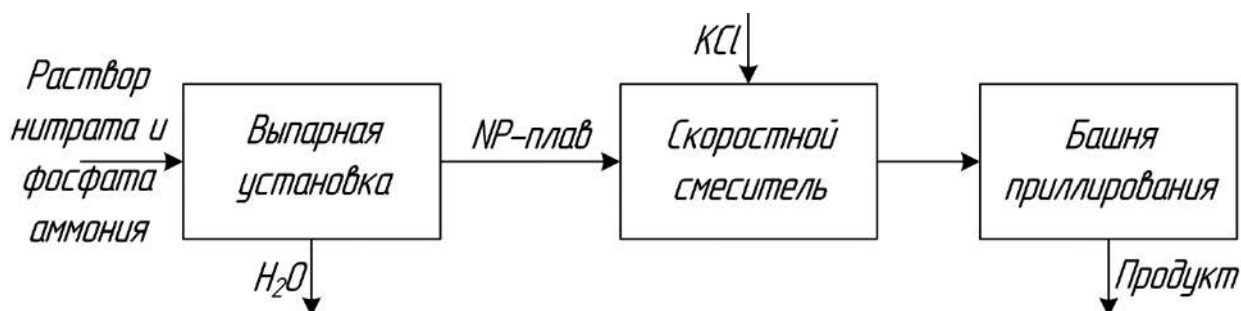 Раствор
нитрата и
фосфата
аммония
Выпарная
установка
H₂O
NP-плав
KCl
Скоростной
смеситель
Башня
приллирования
Продукт